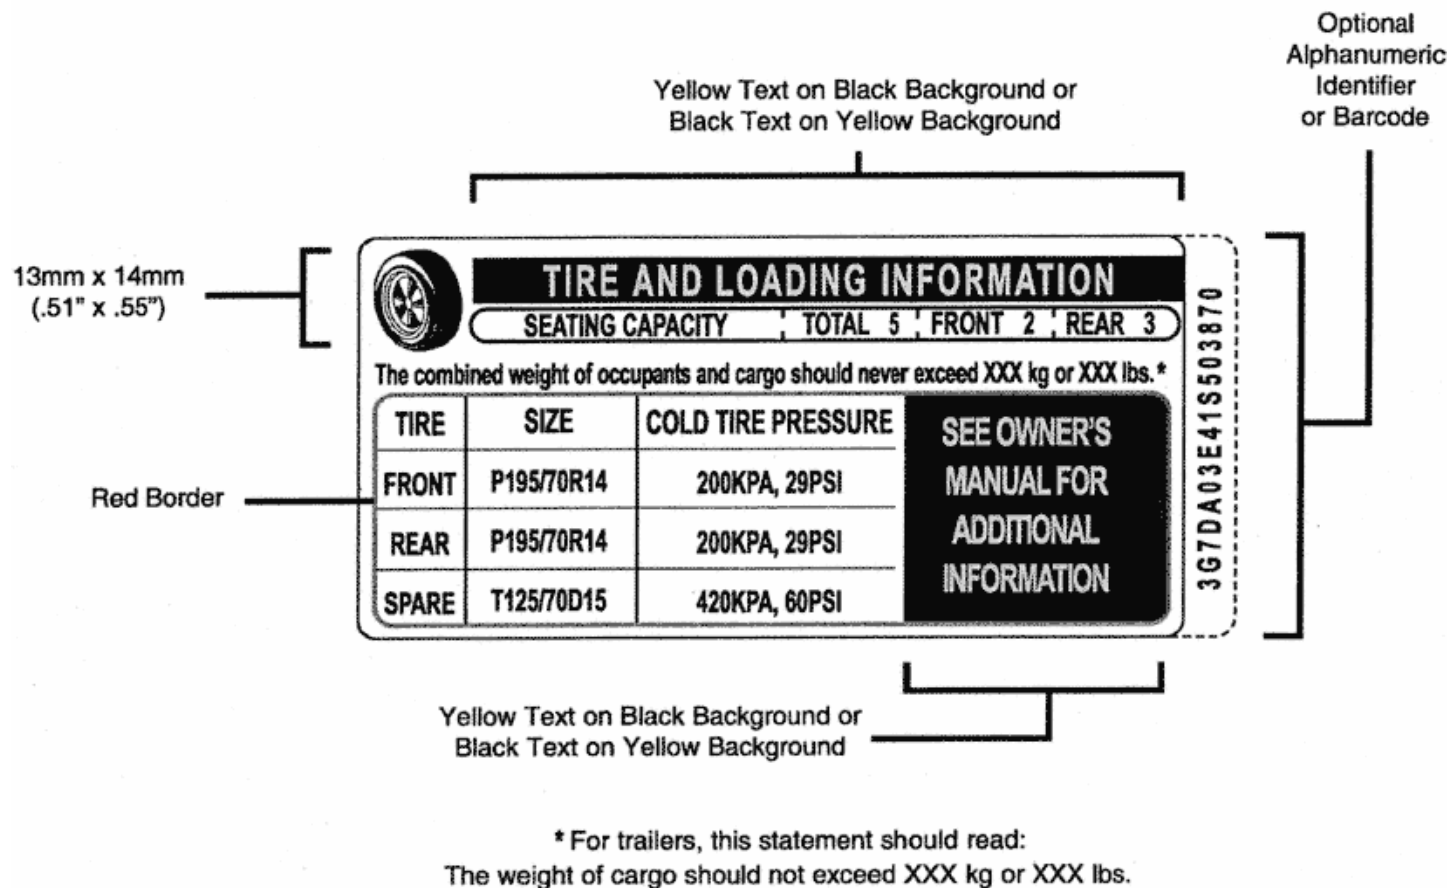 Optional
Alphanumeric
Identifier
or Barcode
Yellow Text on Black Background or
Black Text on Yellow Background
13mm x 14mm
(.51" x .55")
TIRE AND LOADING INFORMATION
SEATING CAPACITY TOTAL 5 FRONT 2 REAR 3
The combined weight of occupants and cargo should never exceed XXX kg or XXX lbs.*
TIRE SIZE COLD TIRE PRESSURE
FRONT P195/70R14 200KPA, 29PSI
REAR P195/70R14 200KPA, 29PSI
SPARE T125/70D15 420KPA, 60PSI
SEE OWNER'S
MANUAL FOR
ADDITIONAL
INFORMATION
3G7DA03E41S503870
Red Border
Yellow Text on Black Background or
Black Text on Yellow Background
* For trailers, this statement should read:
The weight of cargo should not exceed XXX kg or XXX lbs.